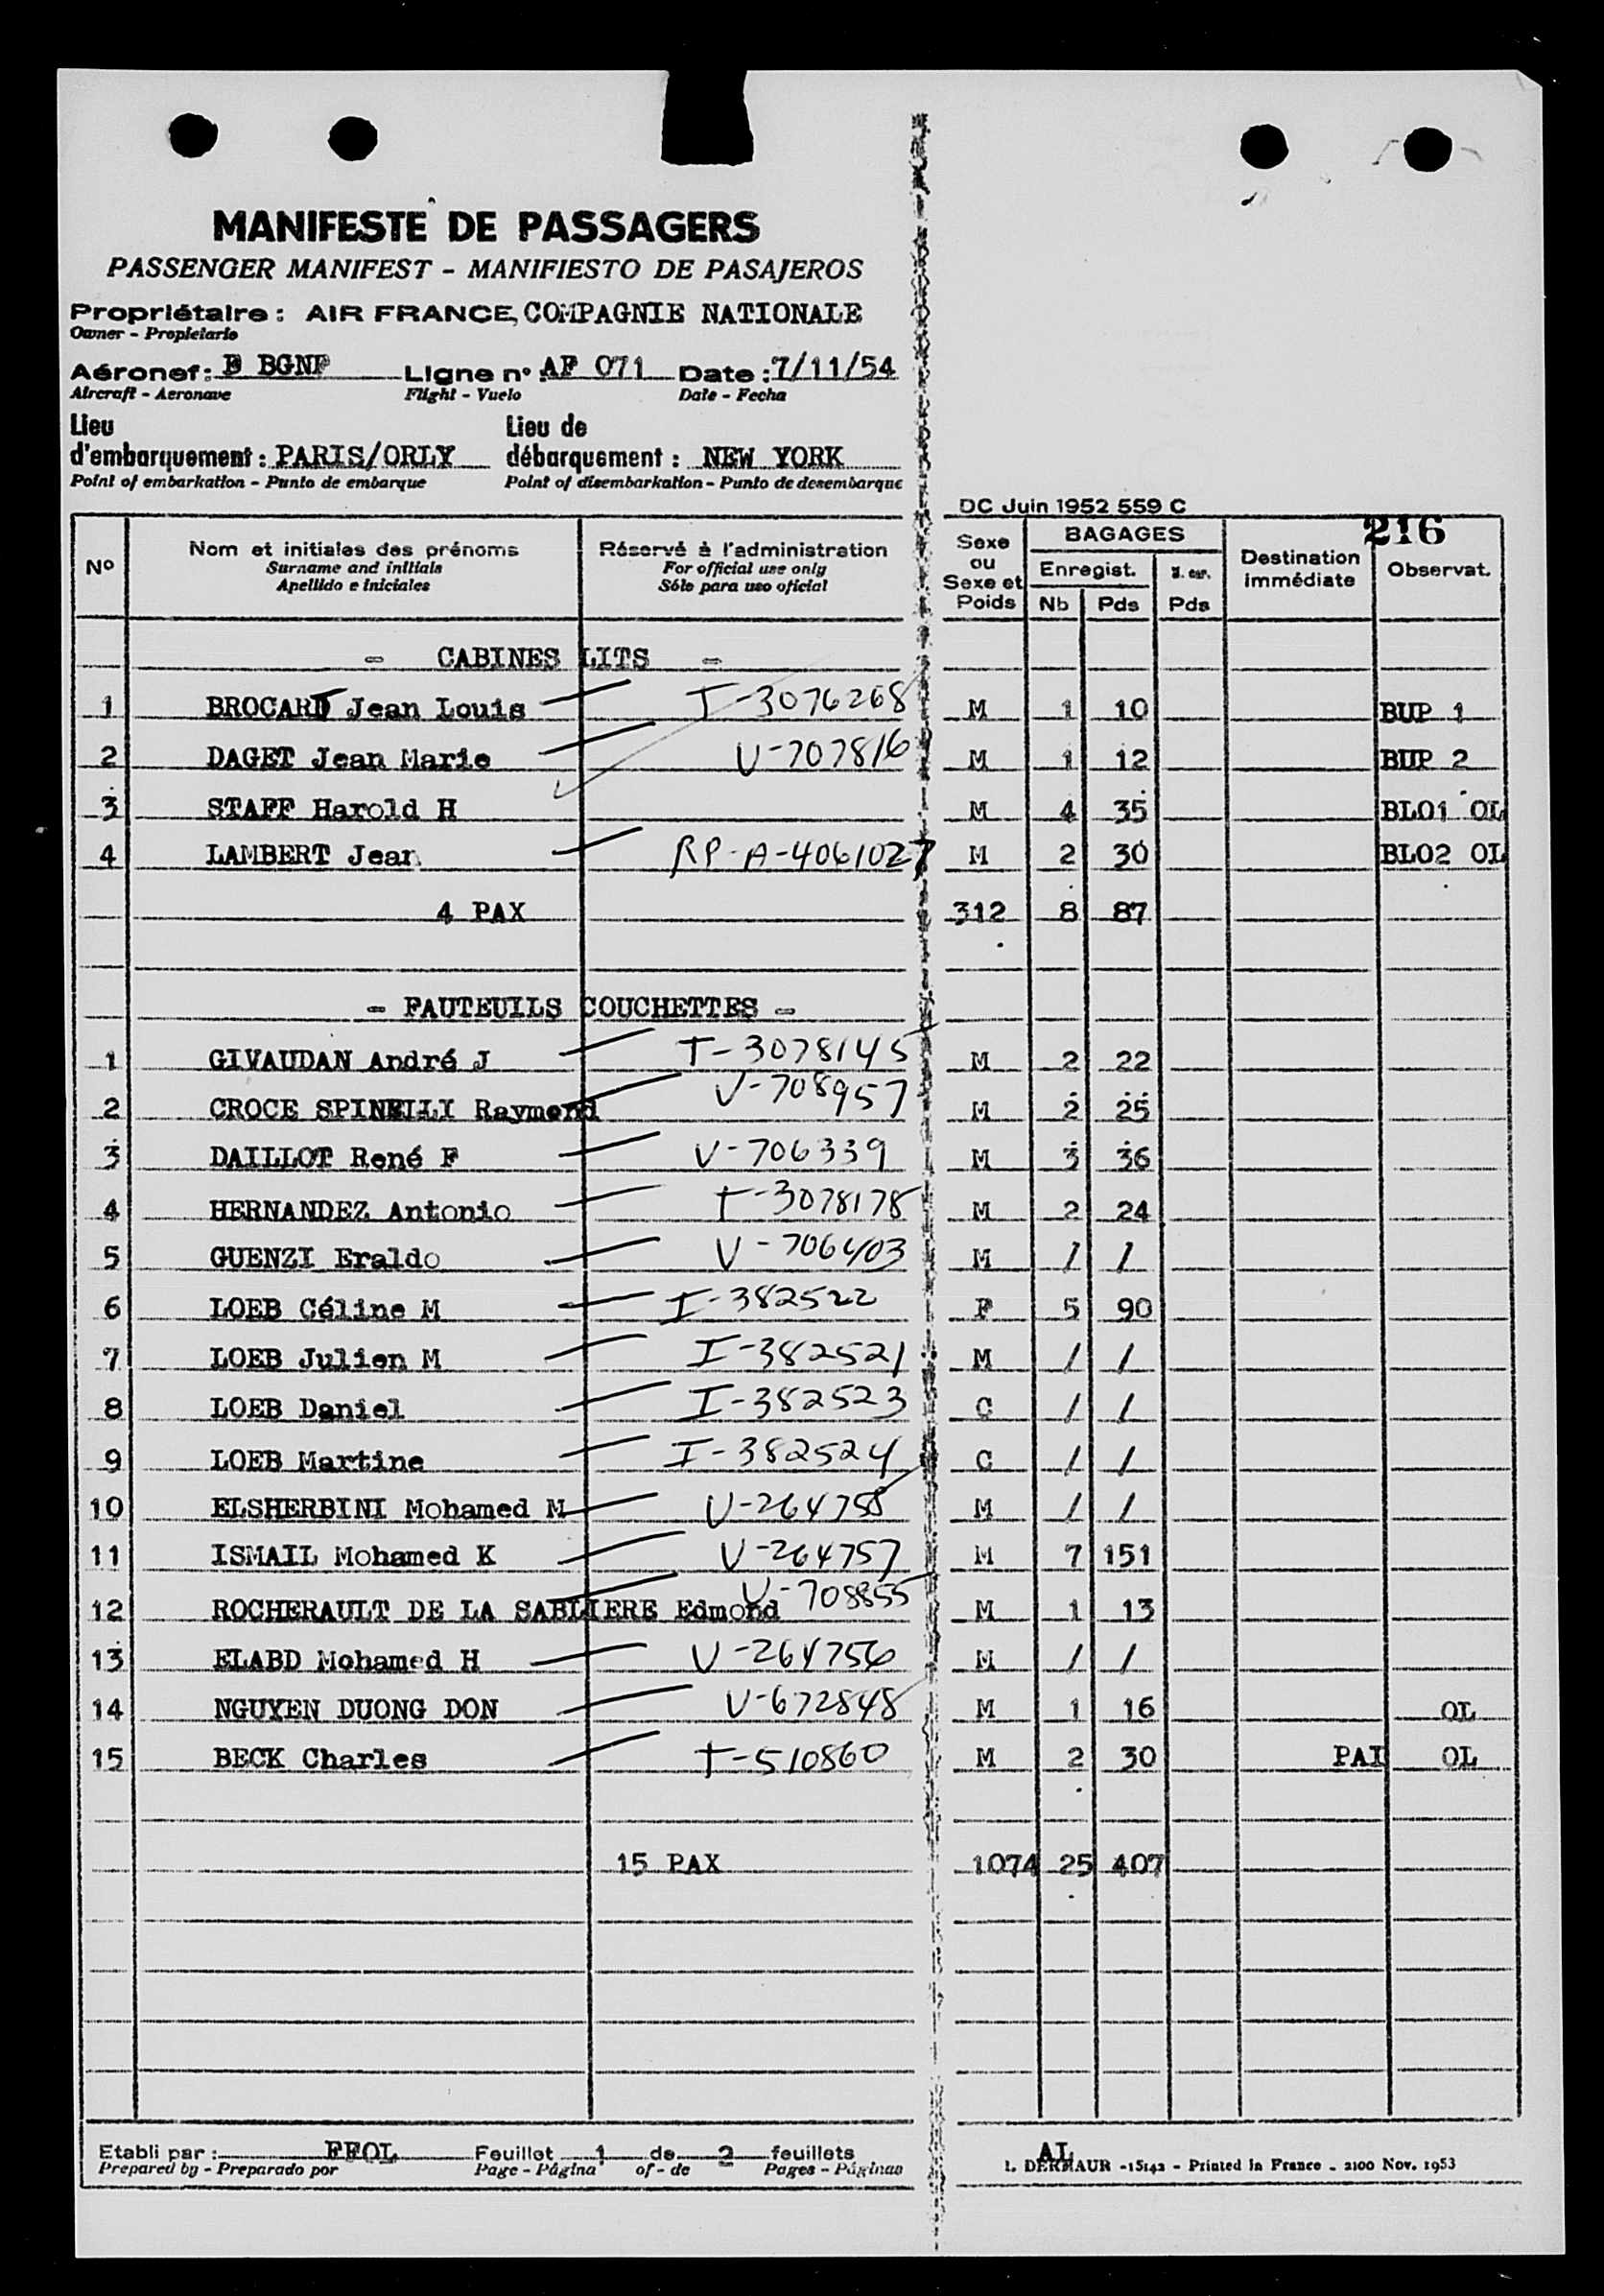 MANIFESTE DE PASSAGERS
PASSENGER MANIFEST - MANIFIESTO DE PASAJEROS
Propriétaire : AIR FRANCE, COMPAGNIE NATIONALE
Owner - Propietario
Aéronef : BGNF Ligne n° : AF 071 Date : 7/11/54
Aircraft - Aeronave Flight - Vuelo Date - Fecha
Lieu d'embarquement : PARIS/ORLY Lieu de débarquement : NEW YORK
Point of embarkation - Punto de embarque Point of disembarkation - Punto de desembarque
DC Juin 1952 559 C
216
N° Nom et initiales des prénoms Réservé à l'administration Sexe ou Sexe et Poids BAGAGES Destination immédiate Observat.
Surname and initials For official use only Enregist.
Apellido e iniciales Sólo para uso oficial Nb Pds Pds
- CABINES LITS -
1 BROCARD Jean Louis T-3076268 M 1 10 BUP 1
2 DAGET Jean Marie V-707816 M 1 12 BUP 2
3 STAFF Harold H M 4 35 BLO1 OL
4 LAMBERT Jean RP-A-4061027 M 2 30 BLO2 OL
4 PAX 312 8 87
- FAUTEUILS COUCHETTES -
1 GIVAUDAN André J T-3078145 M 2 22
2 CROCE SPINELLI Raymond V-708957 M 2 25
3 DAILLOT René F V-706339 M 3 36
4 HERNANDEZ Antonio T-3078178 M 2 24
5 GUENZI Eraldo V-706403 M / /
6 LOEB Céline M I-382522 F 5 90
7 LOEB Julien M I-382521 M / /
8 LOEB Daniel I-382523 C / /
9 LOEB Martine I-382524 C / /
10 ELSHERBINI Mohamed M V-264758 M / /
11 ISMAIL Mohamed K V-264757 M 7 151
12 ROCHERAULT DE LA SABLIERE Edmond V-708855 M 1 13
13 ELABD Mohamed H V-264756 M / /
14 NGUYEN DUONG DON V-672848 M 1 16 OL
15 BECK Charles T-510860 M 2 30 PAI OL
15 PAX 1074 25 407
Etabli par : FFOL Feuillet 1 de 2 feuillets
Prepared by - Preparado por Page - Página of - de Pages - Páginas
AL
L. DERMAUR - 15142 - Printed in France - 2100 Nov. 1953